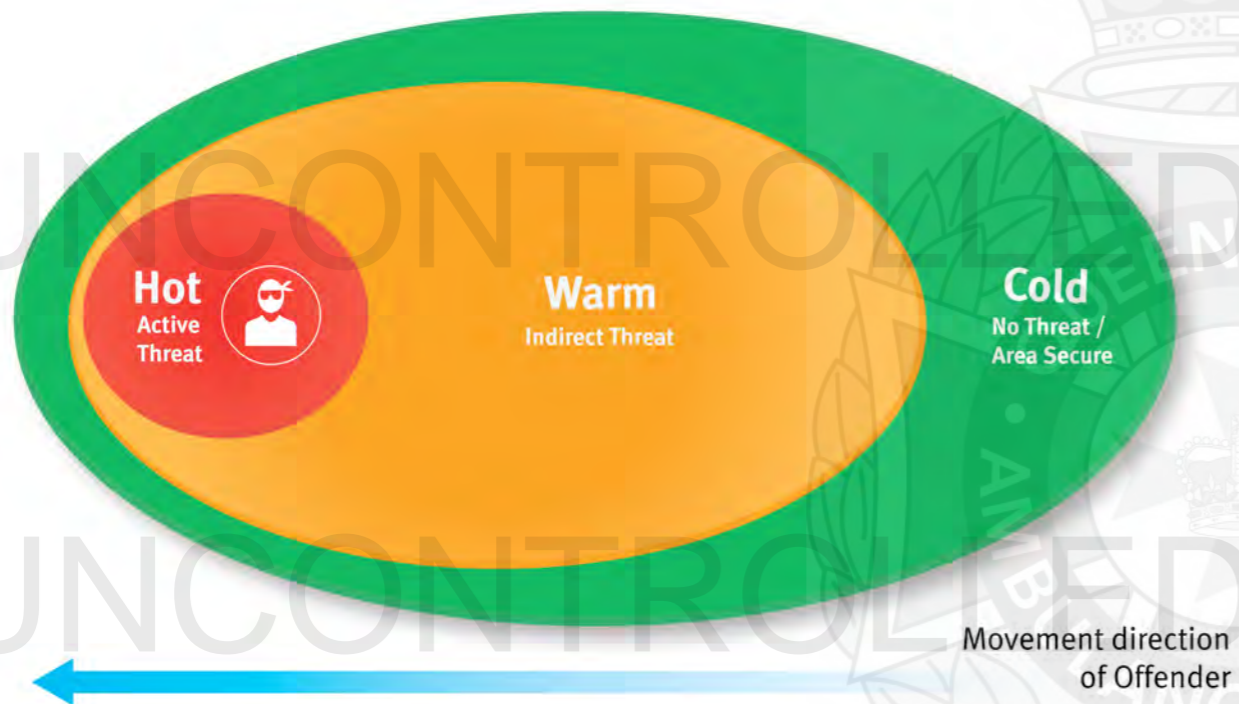 UNCONTROLLED
Hot
Active
Threat
Warm
Indirect Threat
Cold
No Threat /
Area Secure
UNCONTROLLED
Movement direction
of Offender